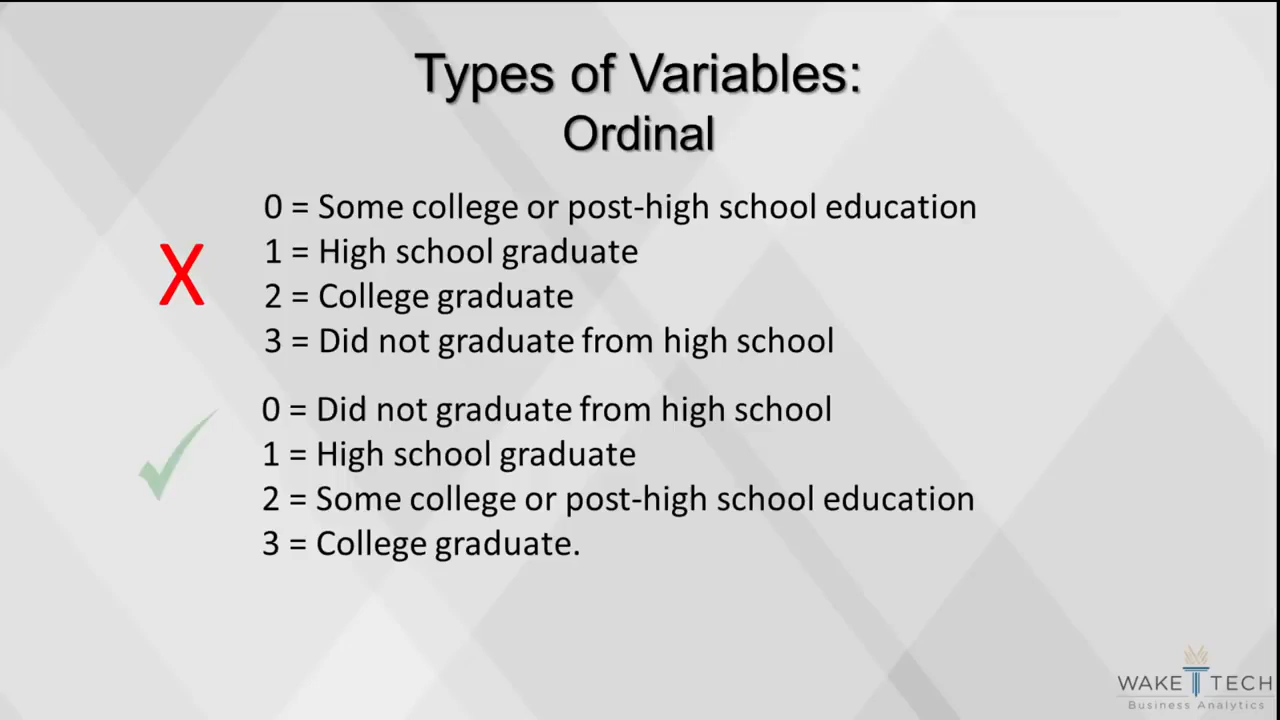 Types of Variables:
Ordinal
0 = Some college or post-high school education
1 = High school graduate
X
2 = College graduate
3 = Did not graduate from high school
0 = Did not graduate from high school
1 = High school graduate
2 = Some college or post-high school education
3 = College graduate.
WAKE TECH
Business Analytics